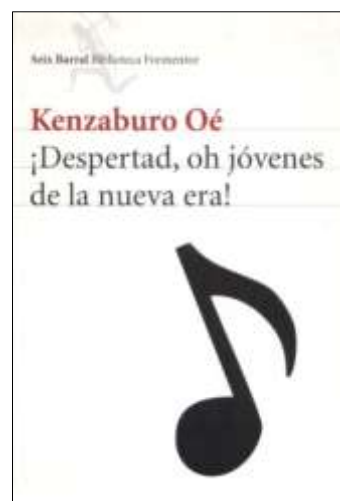 Seix Barral Biblioteca Formentor
Kenzaburo Oé
¡Despertad, oh jóvenes
de la nueva era!